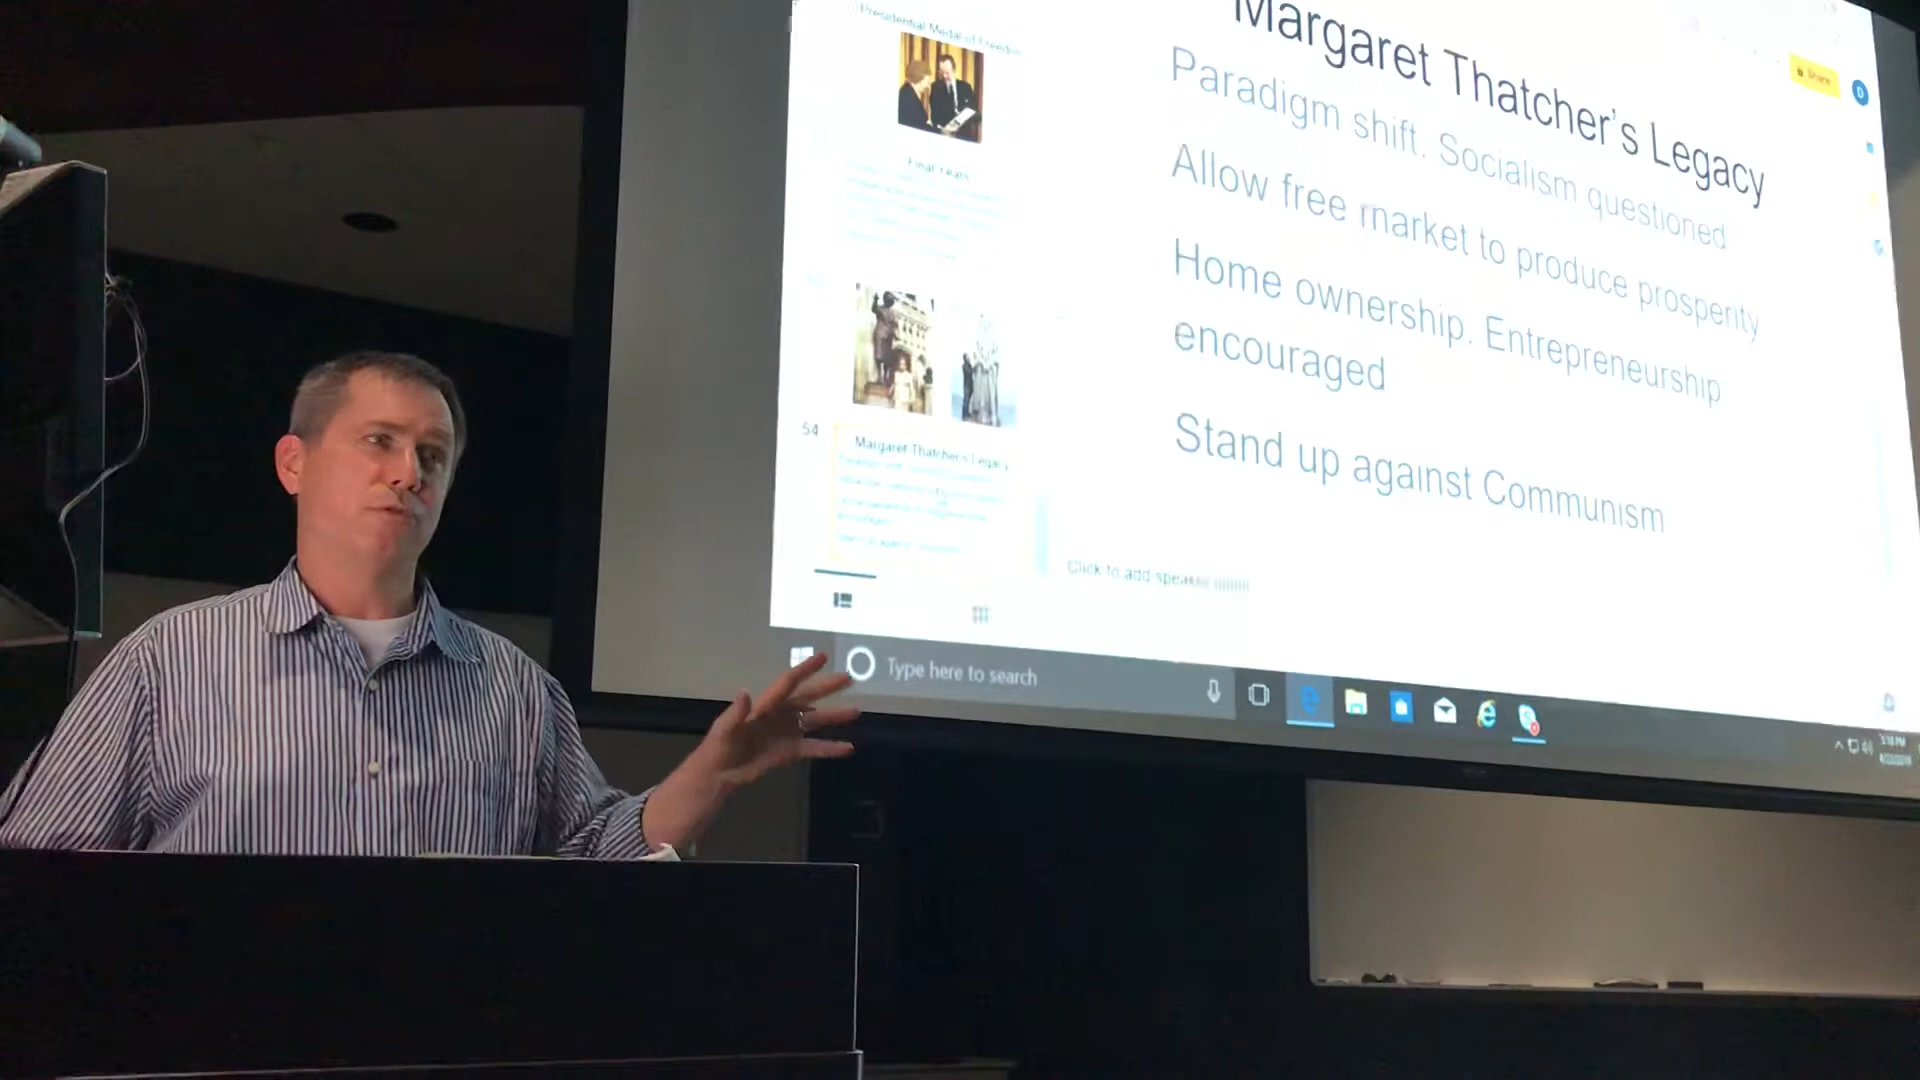 Presidential Medal of Freedom
Final Years
54
Margaret Thatcher's Legacy
Margaret Thatcher's Legacy
Paradigm shift. Socialism questioned
Allow free market to produce prosperity
Home ownership. Entrepreneurship
encouraged
Stand up against Communism
Click to add speaker
Share
D
Type here to search